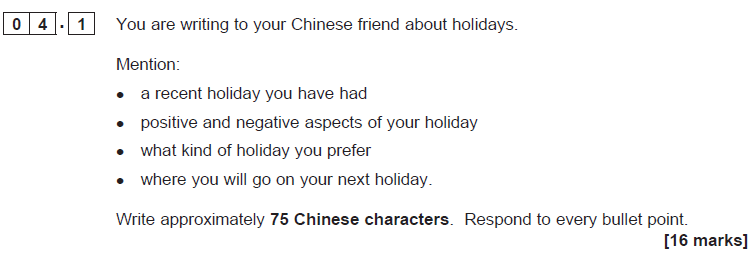 04.1 You are writing to your Chinese friend about holidays.
Mention:
• a recent holiday you have had
• positive and negative aspects of your holiday
• what kind of holiday you prefer
• where you will go on your next holiday.
Write approximately 75 Chinese characters. Respond to every bullet point.
[16 marks]